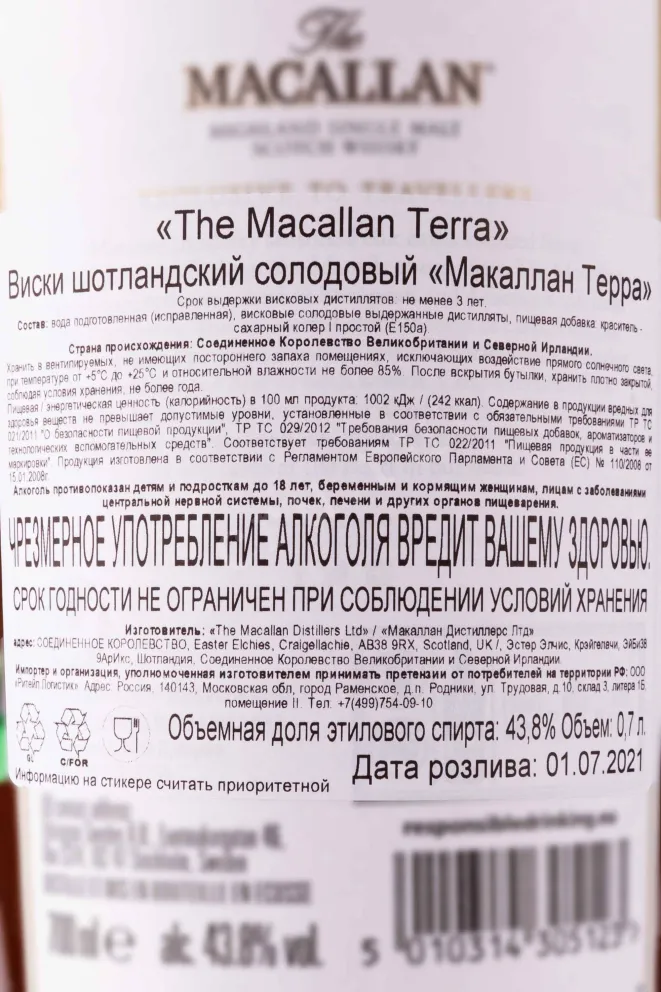 The
MACALLAN
HIGHLAND SINGLE MALT
SCOTCH WHISKY
«The Macallan Terra»
Виски шотландский солодовый «Макаллан Терра»
Срок выдержки висковых дистиллятов: не менее 3 лет.
Состав: вода подготовленная (исправленная), висковые солодовые выдержанные дистилляты, пищевая добавка: краситель -
сахарный колер I простой (Е150а).
Страна происхождения: Соединенное Королевство Великобритании и Северной Ирландии.
Хранить в вентилируемых, не имеющих постороннего запаха помещениях, исключающих воздействие прямого солнечного света,
при температуре от +5°С до +25°С и относительной влажности не более 85%. После вскрытия бутылки, хранить плотно закрытой,
соблюдая условия хранения, не более года.
Пищевая / энергетическая ценность (калорийность) в 100 мл продукта: 1002 кДж / (242 ккал). Содержание в продукции вредных для
здоровья веществ не превышает допустимые уровни, установленные в соответствии с обязательными требованиями ТР ТС
021/2011 "О безопасности пищевой продукции", ТР ТС 029/2012 "Требования безопасности пищевых добавок, ароматизаторов и
технологических вспомогательных средств". Соответствует требованиям ТР ТС 022/2011 "Пищевая продукция в части ее
маркировки". Продукция изготовлена в соответствии с Регламентом Европейского Парламента и Совета (ЕС) № 110/2008 от
15.01.2008г.
Алкоголь противопоказан детям и подросткам до 18 лет, беременным и кормящим женщинам, лицам с заболеваниями
центральной нервной системы, почек, печени и других органов пищеварения.
ЧРЕЗМЕРНОЕ УПОТРЕБЛЕНИЕ АЛКОГОЛЯ ВРЕДИТ ВАШЕМУ ЗДОРОВЬЮ.
СРОК ГОДНОСТИ НЕ ОГРАНИЧЕН ПРИ СОБЛЮДЕНИИ УСЛОВИЙ ХРАНЕНИЯ
Изготовитель: «The Macallan Distillers Ltd» / «Макаллан Дистиллерс Лтд»
адрес: СОЕДИНЕННОЕ КОРОЛЕВСТВО, Easter Elchies, Craigellachie, AB38 9RX, Scotland, UK /, Эстер Элчис, Крэйгелачи, ЭйБи38
9АрИкс, Шотландия. Соединенное Королевство Великобритании и Северной Ирландии.
Импортер и организация, уполномоченная изготовителем принимать претензии от потребителей на территории РФ: ООО
«Ритейл Логистик» Адрес: Россия, 140143, Московская обл, город Раменское, д.п. Родники, ул. Трудовая, д.10, склад 3, литера 1Б,
помещение II. Тел. +7(499)754-09-10
GL
C/FOR
Объемная доля этилового спирта: 43,8% Объем: 0,7 л.
Дата розлива: 01.07.2021
Информацию на стикере считать приоритетной
responsibledrinking.eu
700 ml e alc. 43.8% vol.
5 010314 305127